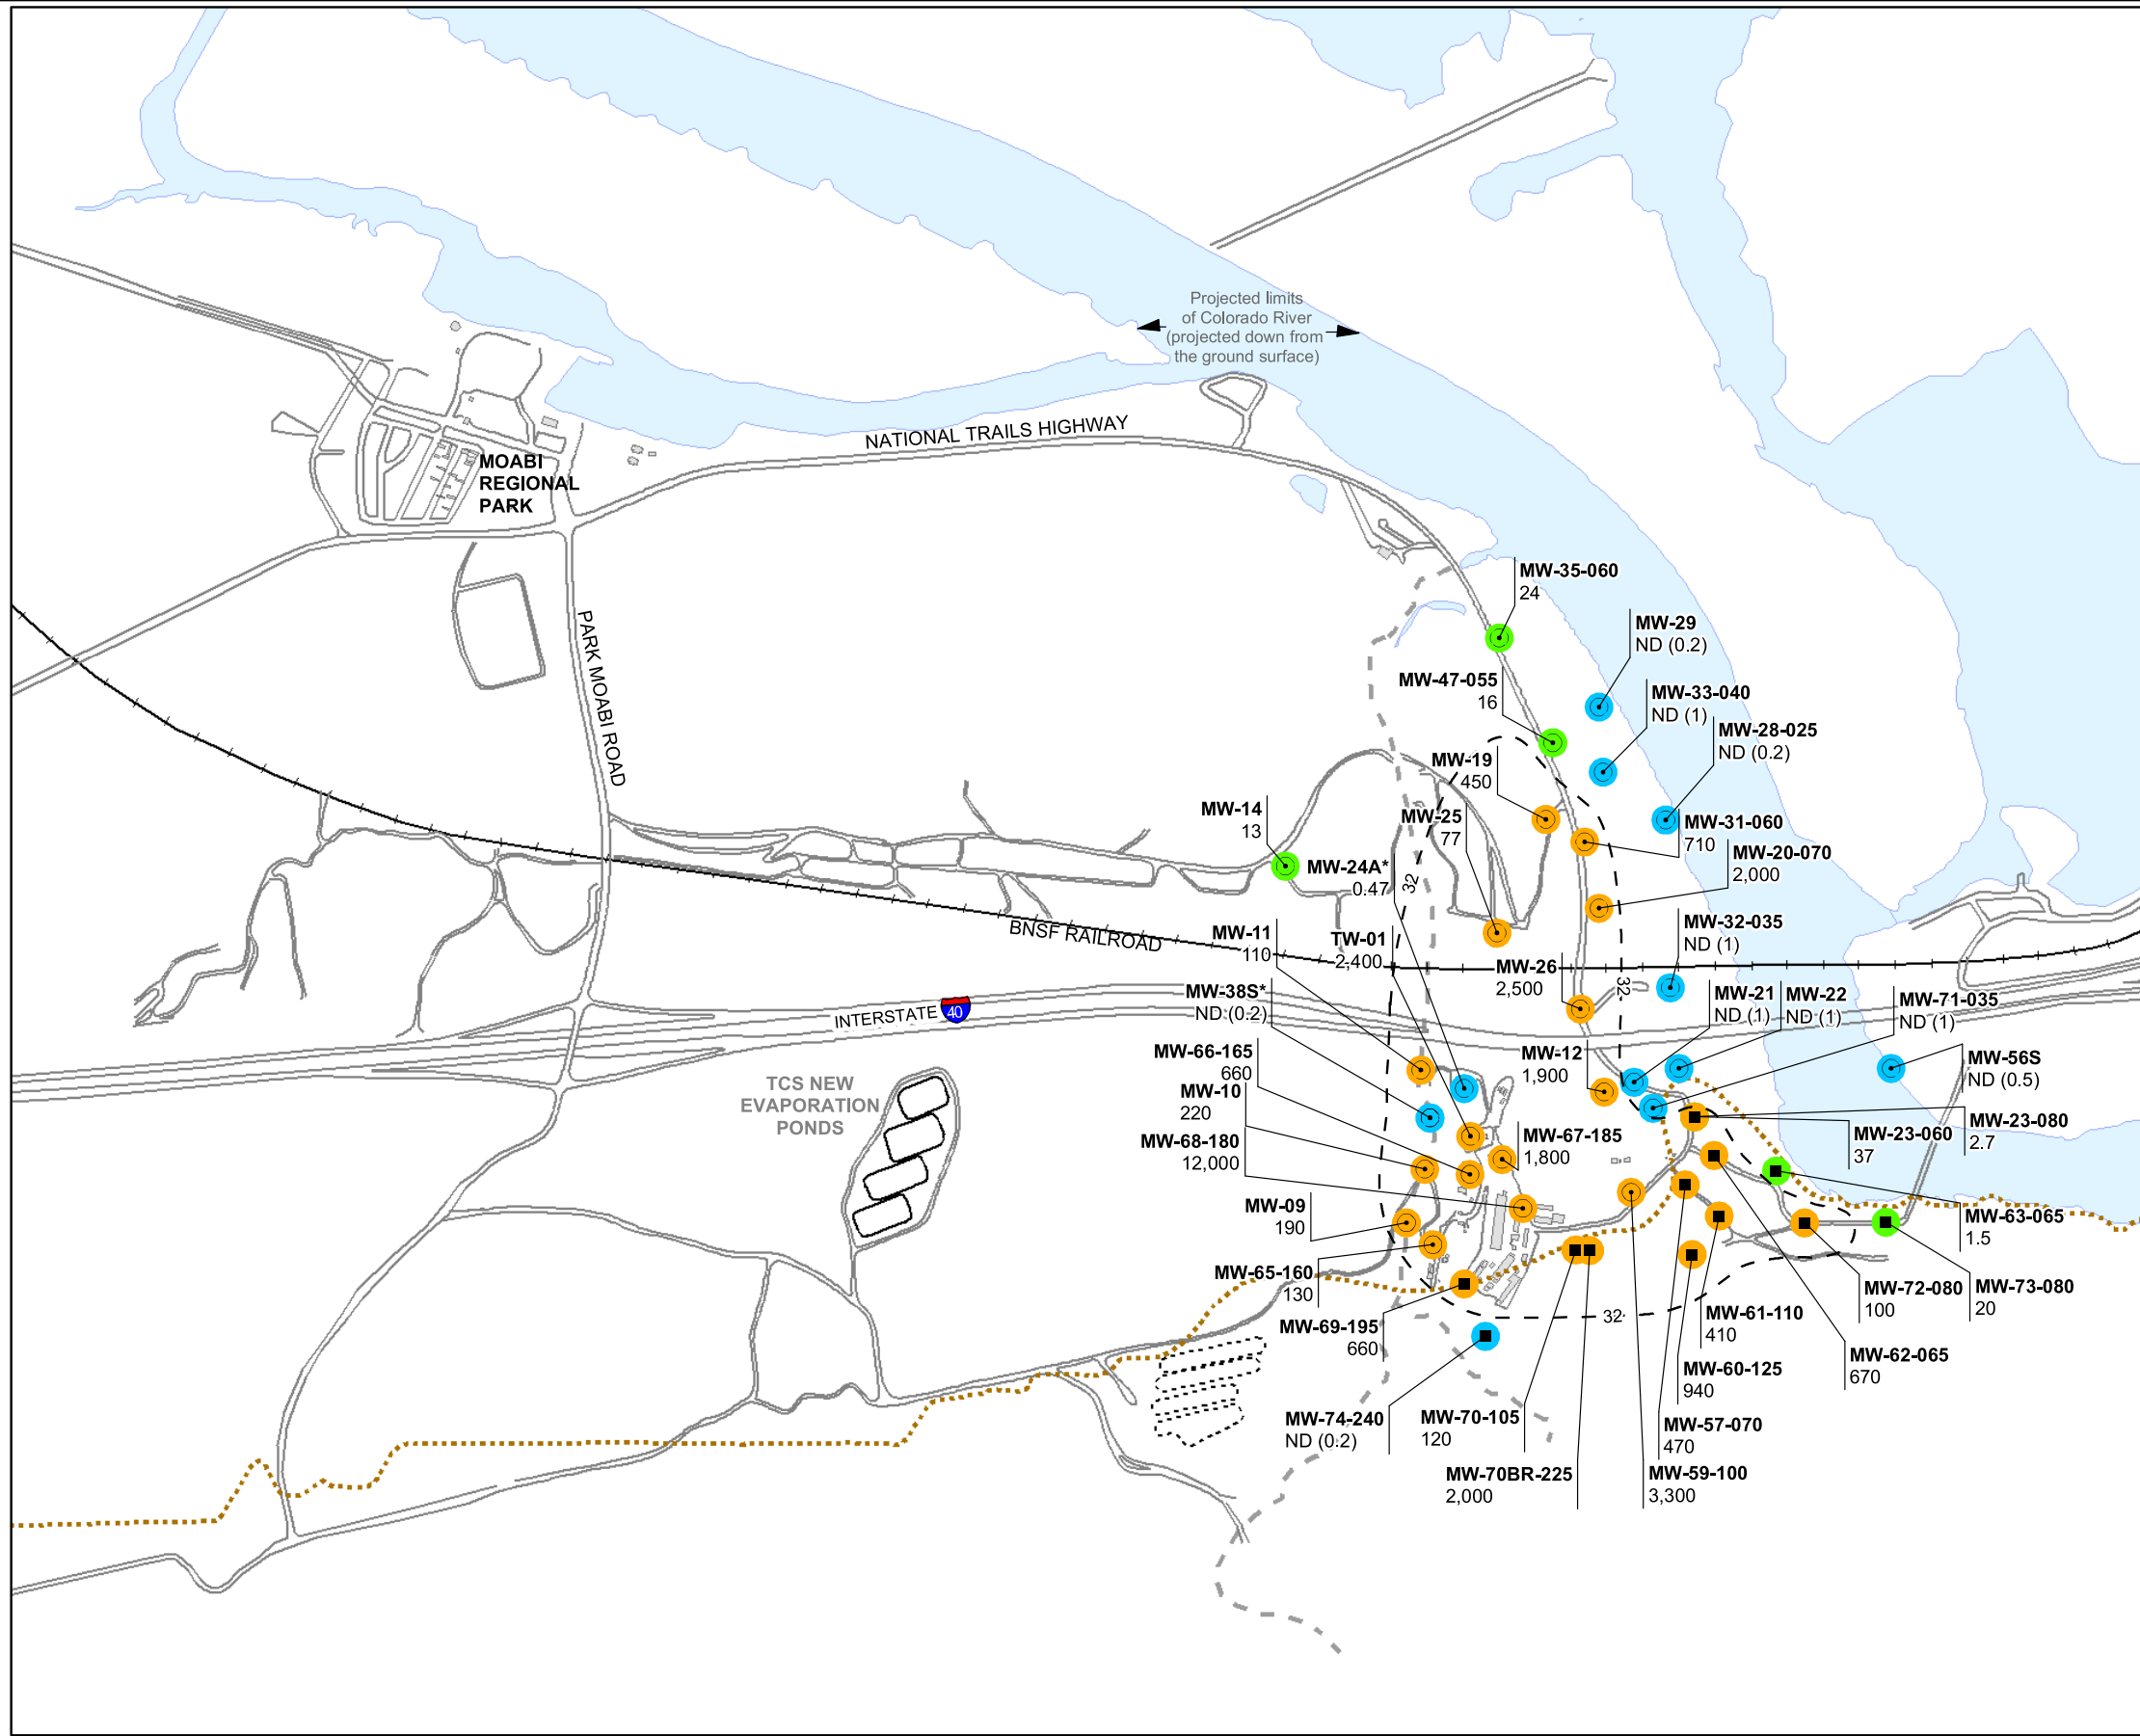 Projected limits
of Colorado River
(projected down from
the ground surface)
NATIONAL TRAILS HIGHWAY
MOABI
REGIONAL
PARK
PARK MOABI ROAD
MW-35-060
24
MW-29
ND (0.2)
MW-47-055
16
MW-33-040
ND (1)
MW-28-025
ND (0.2)
MW-19
450
MW-14
13
MW-25
77
MW-31-060
710
MW-24A*
0.47
32
MW-20-070
2,000
BNSF RAILROAD
MW-11
110
TW-01
2,400
MW-32-035
ND (1)
MW-26
2,500
32
MW-38S*
ND (0.2)
MW-21
ND (1)
MW-22
ND (1)
MW-71-035
ND (1)
INTERSTATE 40
MW-66-165
660
MW-12
1,900
MW-56S
ND (0.5)
TCS NEW
EVAPORATION
PONDS
MW-10
220
MW-68-180
12,000
MW-67-185
1,800
MW-23-060
37
MW-23-080
2.7
MW-09
190
MW-63-065
1.5
MW-65-160
130
MW-72-080
100
MW-73-080
20
MW-69-195
660
32
MW-61-110
410
MW-62-065
670
MW-60-125
940
MW-74-240
ND (0.2)
MW-70-105
120
MW-57-070
470
MW-70BR-225
2,000
MW-59-100
3,300